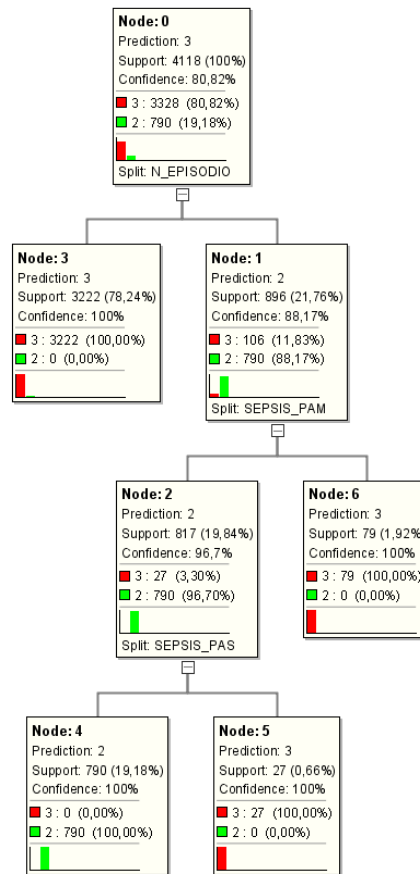 Node: 0
Prediction: 3
Support: 4118 (100%)
Confidence: 80,82%
3 : 3328 (80,82%)
2 : 790 (19,18%)
Split: N_EPISODIO
Node: 3
Prediction: 3
Support: 3222 (78,24%)
Confidence: 100%
3 : 3222 (100,00%)
2 : 0 (0,00%)
Node: 1
Prediction: 2
Support: 896 (21,76%)
Confidence: 88,17%
3 : 106 (11,83%)
2 : 790 (88,17%)
Split: SEPSIS_PAM
Node: 2
Prediction: 2
Support: 817 (19,84%)
Confidence: 96,7%
3 : 27 (3,30%)
2 : 790 (96,70%)
Split: SEPSIS_PAS
Node: 6
Prediction: 3
Support: 79 (1,92%
Confidence: 100%
3 : 79 (100,00%)
2 : 0 (0,00%)
Node: 4
Prediction: 2
Support: 790 (19,18%)
Confidence: 100%
3 : 0 (0,00%)
2 : 790 (100,00%)
Node: 5
Prediction: 3
Support: 27 (0,66%)
Confidence: 100%
3 : 27 (100,00%)
2 : 0 (0,00%)